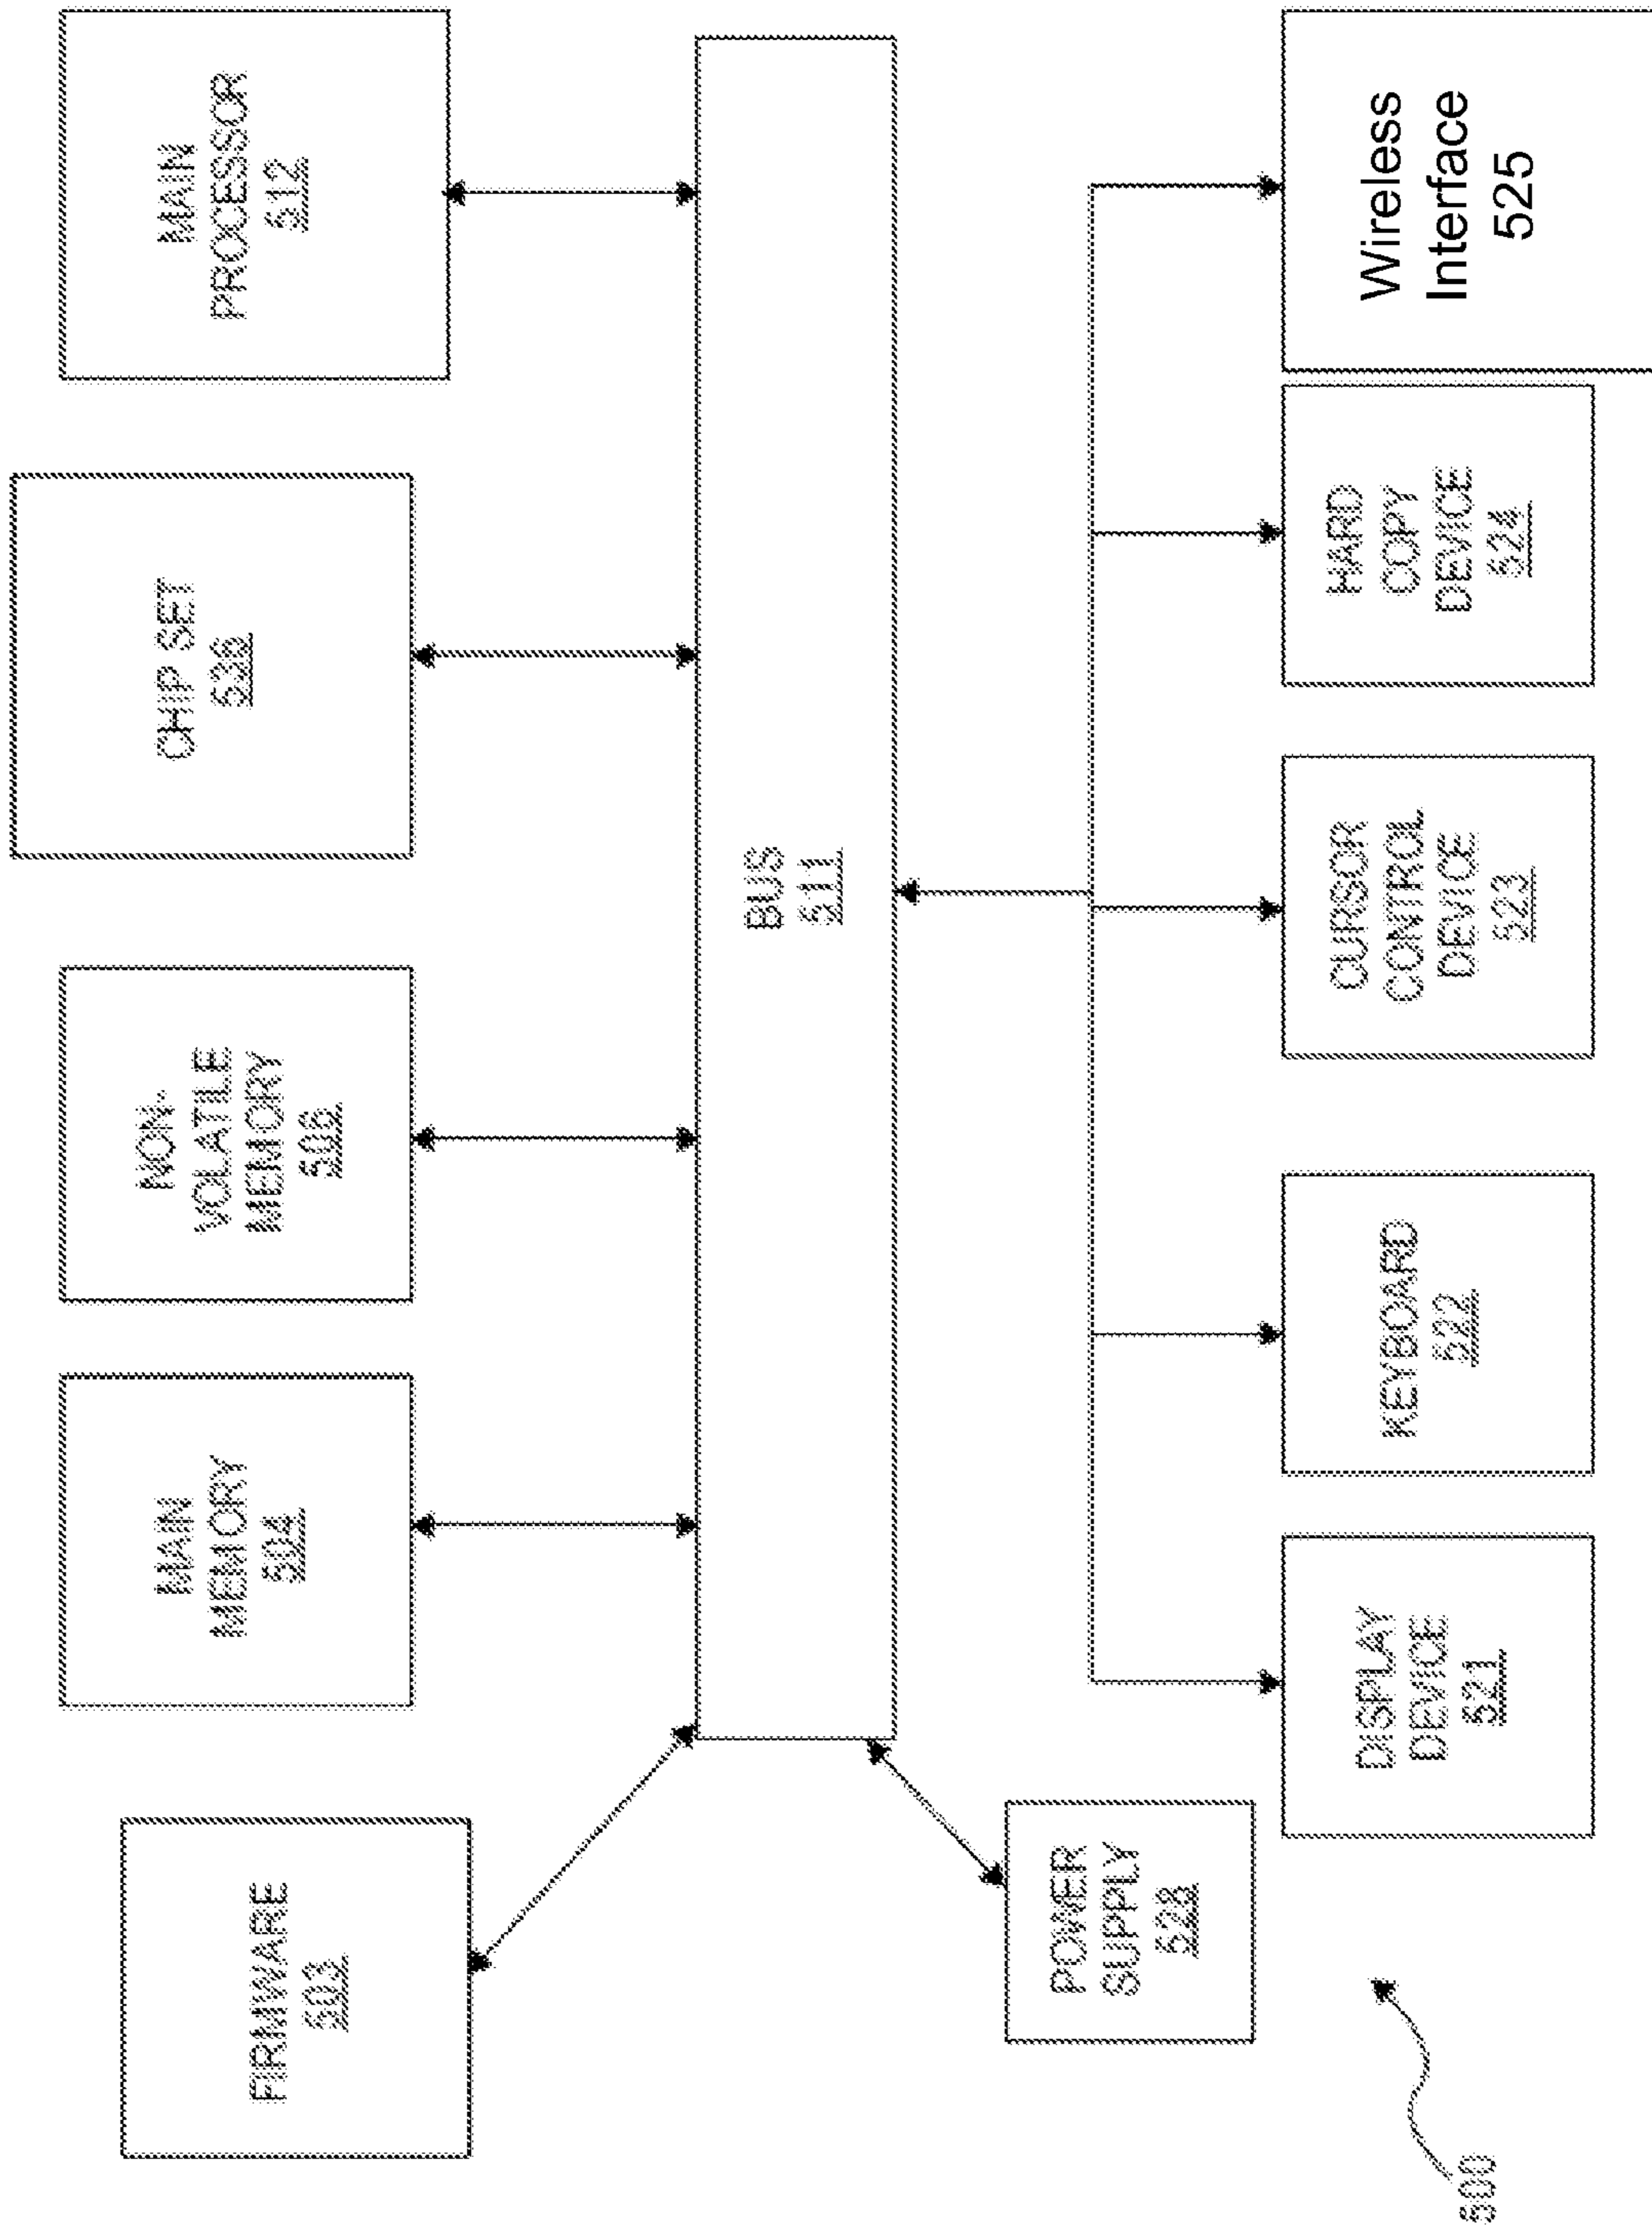 FIRMWARE
503
MAIN
MEMORY
504
NON-
VOLATILE
MEMORY
506
CHIP SET
536
MAIN
PROCESSOR
512
BUS
511
POWER
SUPPLY
528
DISPLAY
DEVICE
521
KEYBOARD
522
CURSOR
CONTROL
DEVICE
523
HARD
COPY
DEVICE
524
Wireless
Interface
525
500